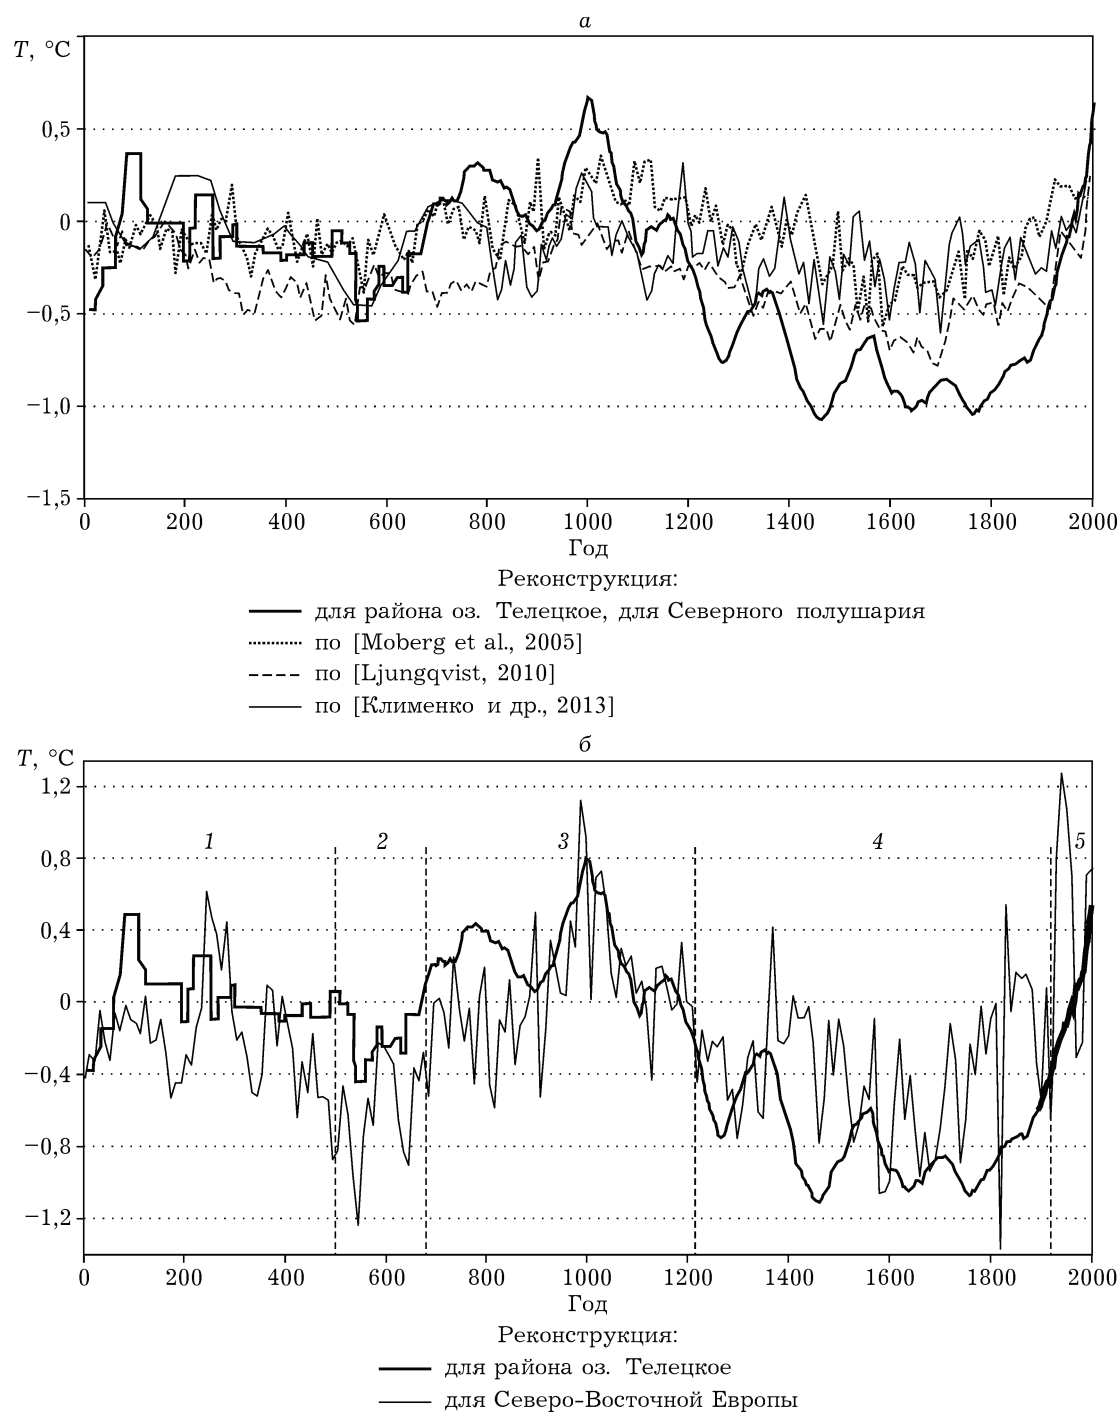 а
T, °C
0,5
0
−0,5
−1,0
−1,5
0 200 400 600 800 1000 1200 1400 1600 1800 2000
Год
Реконструкция:
для района оз. Телецкое, для Северного полушария
по [Moberg et al., 2005]
по [Ljungqvist, 2010]
по [Клименко и др., 2013]
б
T, °C
1,2
1 2 3 4 5
0,8
0,4
0
−0,4
−0,8
−1,2
0 200 400 600 800 1000 1200 1400 1600 1800 2000
Год
Реконструкция:
для района оз. Телецкое
для Северо-Восточной Европы